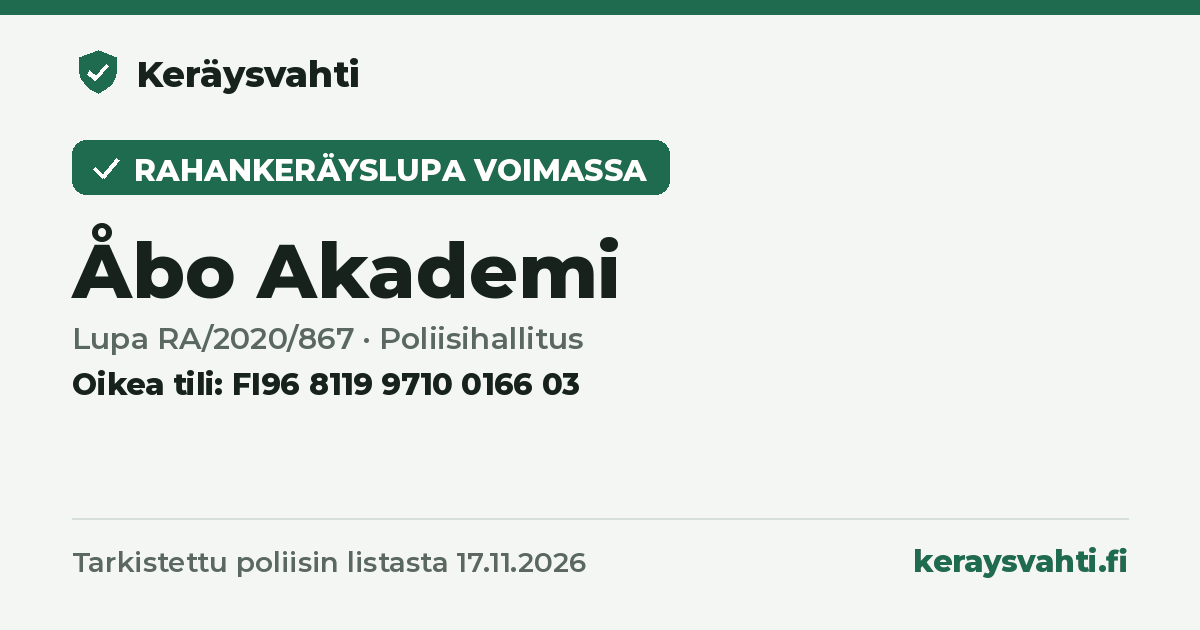 Keräysvahti
RAHANKERÄYSLUPA VOIMASSA
Åbo Akademi
Lupa RA/2020/867 · Poliisihallitus
Oikea tili: FI96 8119 9710 0166 03
Tarkistettu poliisin listasta 17.11.2026
keraysvahti.fi